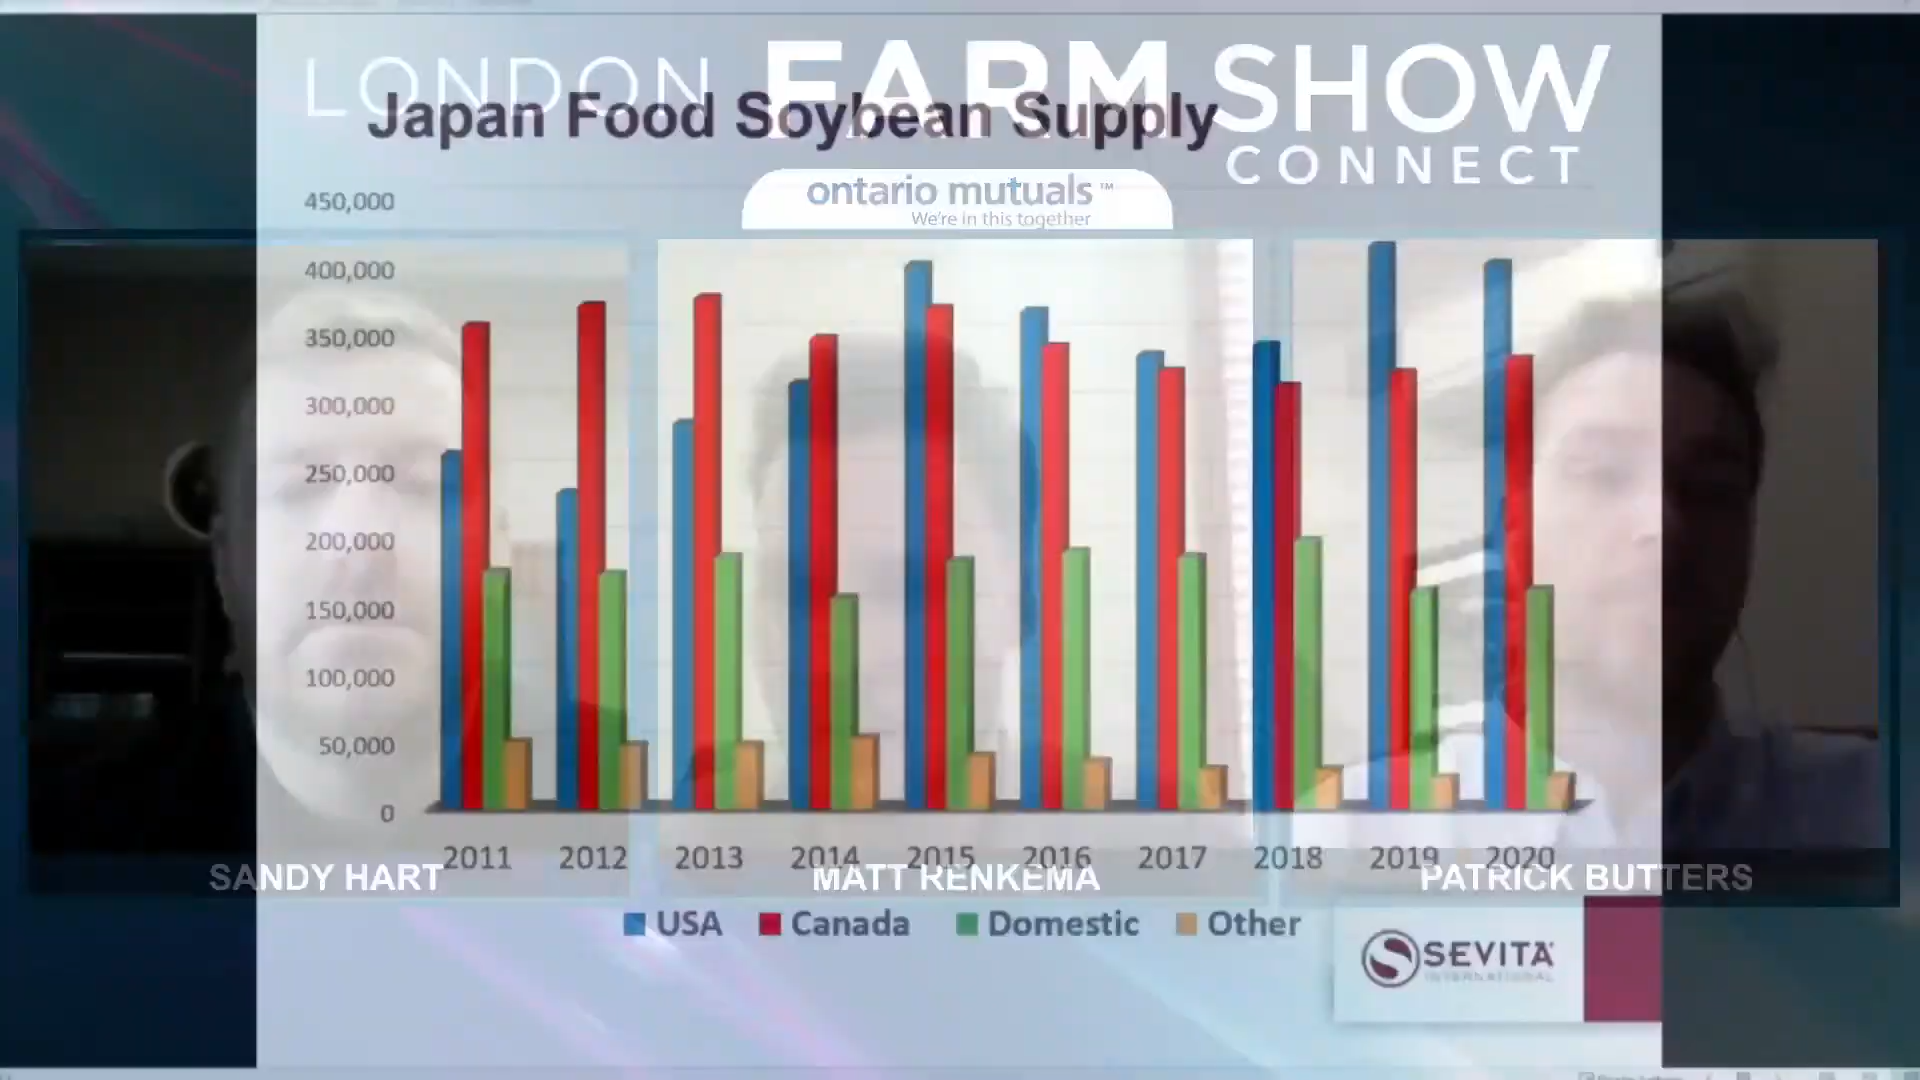 LONDON FARM SHOW
CONNECT
Japan Food Soybean Supply
ontario mutuals™
We're in this together
450,000
400,000
350,000
300,000
250,000
200,000
150,000
100,000
50,000
0
2011 2012 2013 2014 2015 2016 2017 2018 2019 2020
SANDY HART
MATT RENKEMA
PATRICK BUTTERS
USA Canada Domestic Other
SEVITA
INTERNATIONAL